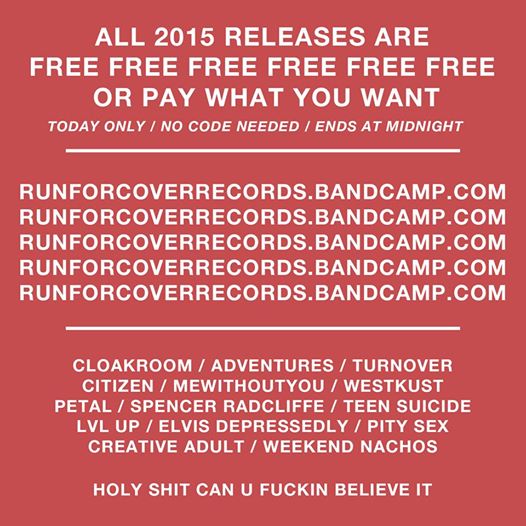 ALL 2015 RELEASES ARE
FREE FREE FREE FREE FREE FREE
OR PAY WHAT YOU WANT
TODAY ONLY / NO CODE NEEDED / ENDS AT MIDNIGHT
RUNFORCOVERRECORDS.BANDCAMP.COM
RUNFORCOVERRECORDS.BANDCAMP.COM
RUNFORCOVERRECORDS.BANDCAMP.COM
RUNFORCOVERRECORDS.BANDCAMP.COM
RUNFORCOVERRECORDS.BANDCAMP.COM
CLOAKROOM / ADVENTURES / TURNOVER
CITIZEN / MEWITHOUTYOU / WESTKUST
PETAL / SPENCER RADCLIFFE / TEEN SUICIDE
LVL UP / ELVIS DEPRESSEDLY / PITY SEX
CREATIVE ADULT / WEEKEND NACHOS
HOLY SHIT CAN U FUCKIN BELIEVE IT